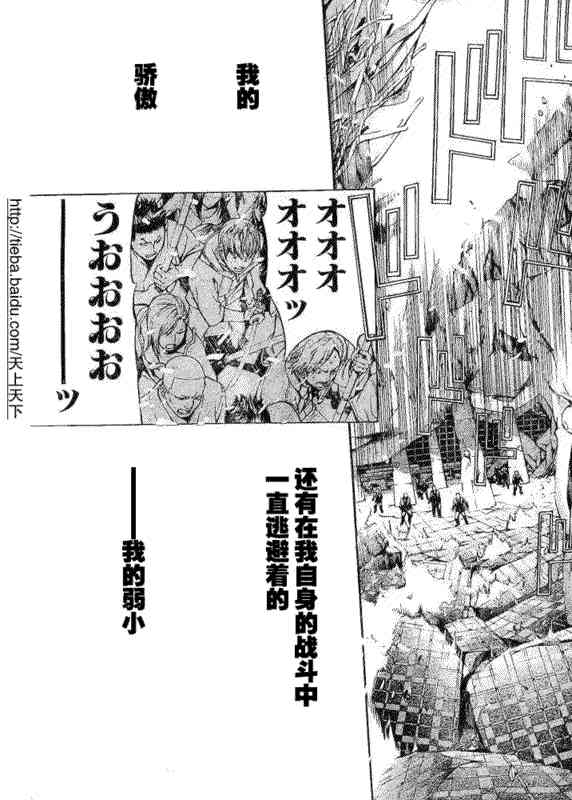 我的
骄傲
オオオ
オオオッ
うおおおお
――ッ
还有在我自身的战斗中
一直逃避着的
――我的弱小
http://tieba.baidu.com/天上天下